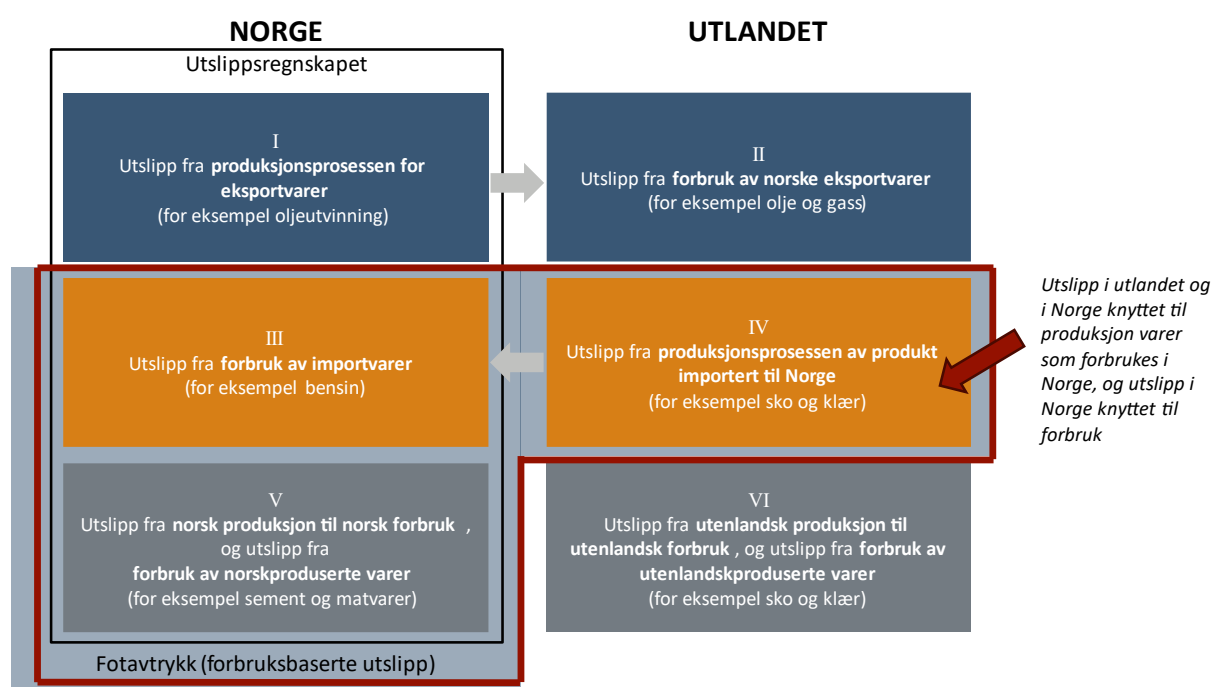 NORGE
UTLANDET
Utslippsregnskapet
I
Utslipp fra produksjonsprosessen for
eksportvarer
(for eksempel oljeutvinning)
II
Utslipp fra forbruk av norske eksportvarer
(for eksempel olje og gass)
III
Utslipp fra forbruk av importvarer
(for eksempel bensin)
IV
Utslipp fra produksjonsprosessen av produkt
importert til Norge
(for eksempel sko og klær)
Utslipp i utlandet og
i Norge knyttet til
produksjon varer
som forbrukes i
Norge, og utslipp i
Norge knyttet til
forbruk
V
Utslipp fra norsk produksjon til norsk forbruk ,
og utslipp fra
forbruk av norskproduserte varer
(for eksempel sement og matvarer)
VI
Utslipp fra utenlandsk produksjon til
utenlandsk forbruk , og utslipp fra forbruk av
utenlandskproduserte varer
(for eksempel sko og klær)
Fotavtrykk (forbruksbaserte utslipp)